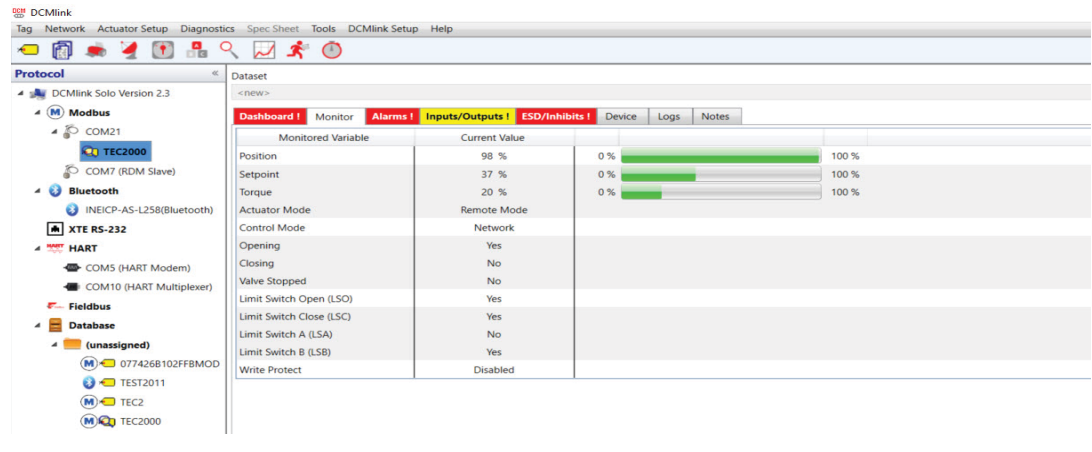 DCM DCMlink
Tag Network Actuator Setup Diagnostics Spec Sheet Tools DCMlink Setup Help
Protocol «
DCMlink Solo Version 2.3
M Modbus
COM21
TEC2000
COM7 (RDM Slave)
Bluetooth
INEICP-AS-L258(Bluetooth)
XTE RS-232
HART HART
COM5 (HART Modem)
COM10 (HART Multiplexer)
Fieldbus
Database
(unassigned)
M 077426B102FFBMOD
TEST2011
M TEC2
M TEC2000
Dataset
<new>
Dashboard ! Monitor Alarms ! Inputs/Outputs ! ESD/Inhibits ! Device Logs Notes
Monitored Variable Current Value
Position 98 % 0 % 100 %
Setpoint 37 % 0 % 100 %
Torque 20 % 0 % 100 %
Actuator Mode Remote Mode
Control Mode Network
Opening Yes
Closing No
Valve Stopped No
Limit Switch Open (LSO) Yes
Limit Switch Close (LSC) Yes
Limit Switch A (LSA) No
Limit Switch B (LSB) Yes
Write Protect Disabled